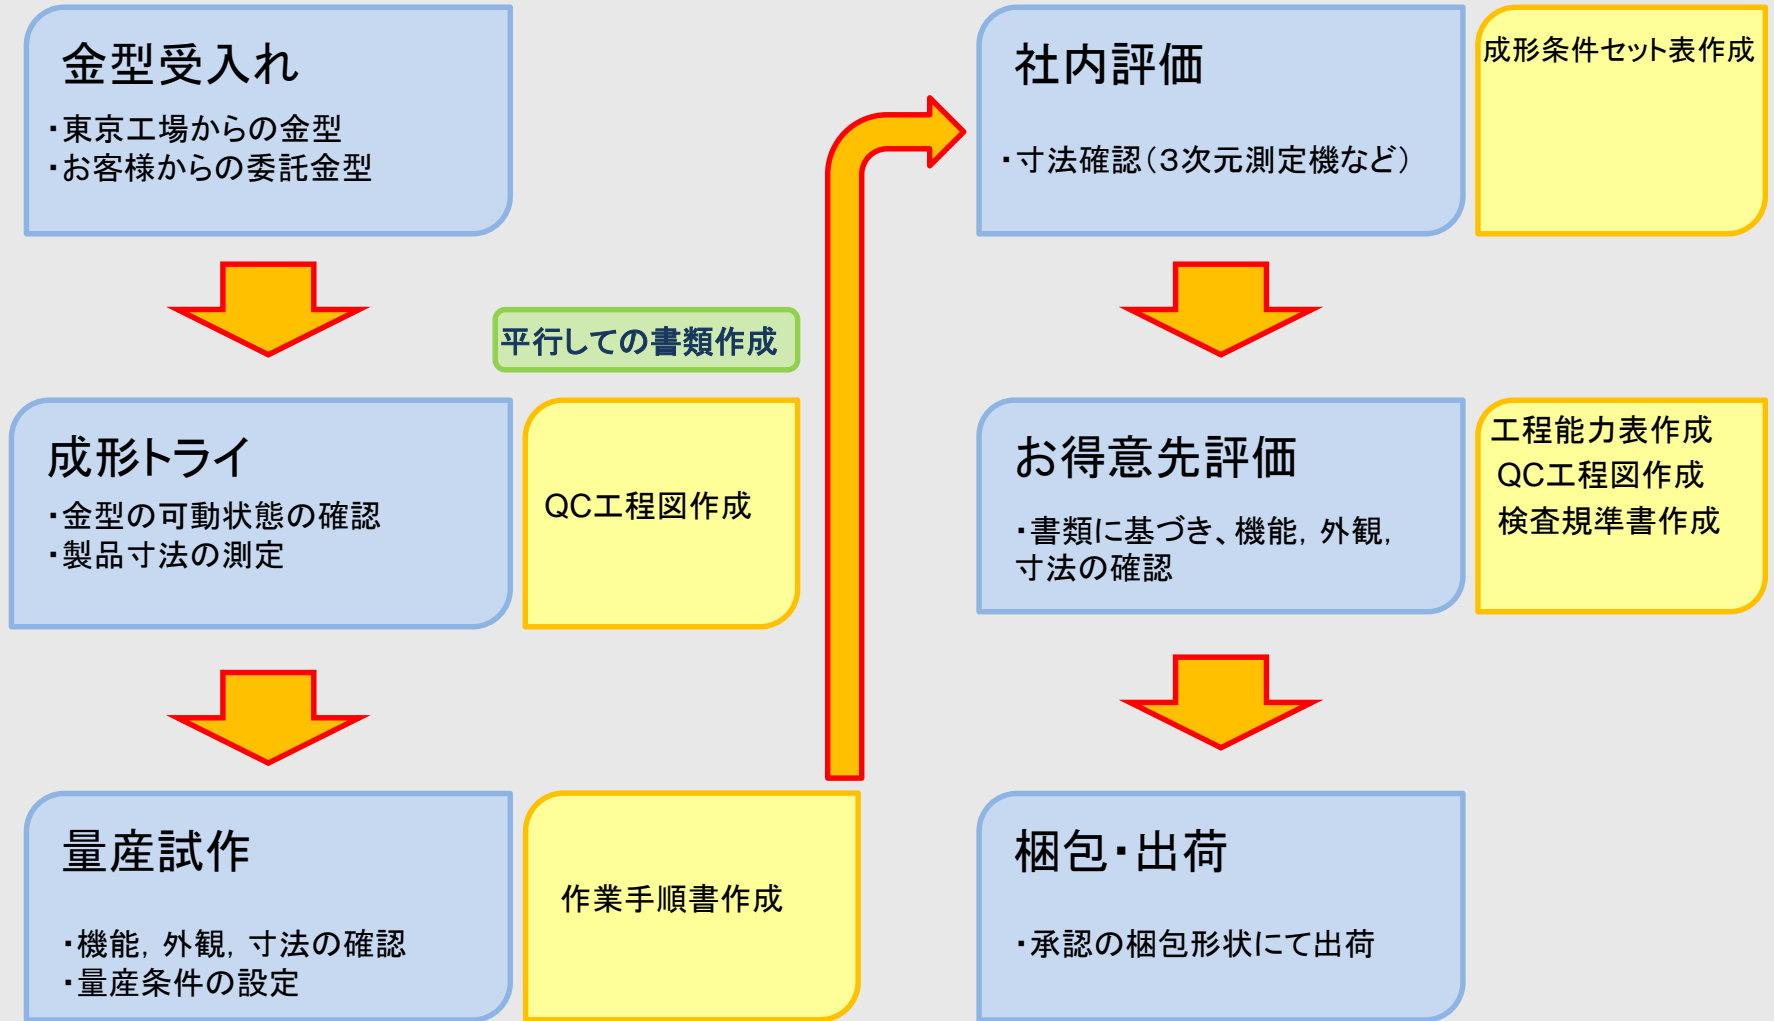 金型受入れ
・東京工場からの金型
・お客様からの委託金型
平行しての書類作成
成形トライ
・金型の可動状態の確認
・製品寸法の測定
QC工程図作成
量産試作
・機能，外観，寸法の確認
・量産条件の設定
作業手順書作成
社内評価
・寸法確認（３次元測定機など）
成形条件セット表作成
お得意先評価
・書類に基づき、機能，外観，
寸法の確認
工程能力表作成
QC工程図作成
検査規準書作成
梱包・出荷
・承認の梱包形状にて出荷